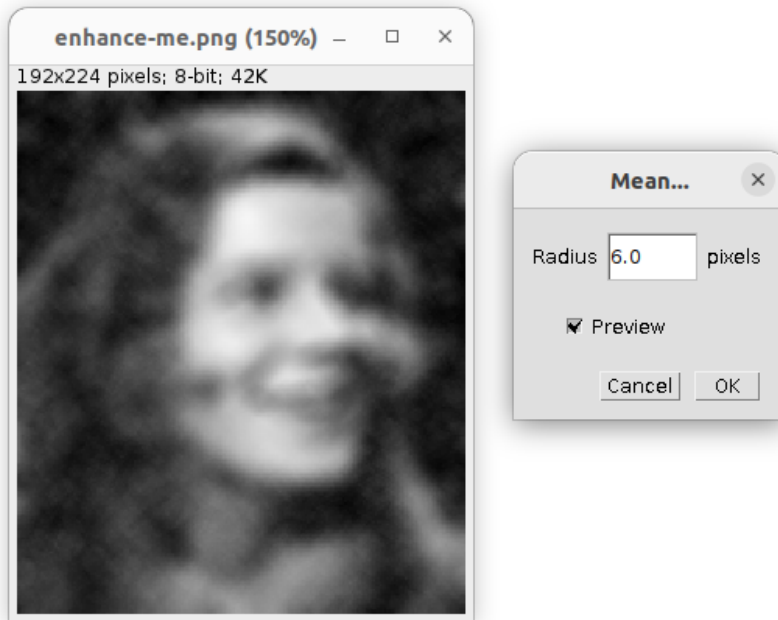 enhance-me.png (150%)
192x224 pixels; 8-bit; 42K
Mean...
Radius 6.0 pixels
Preview
Cancel OK